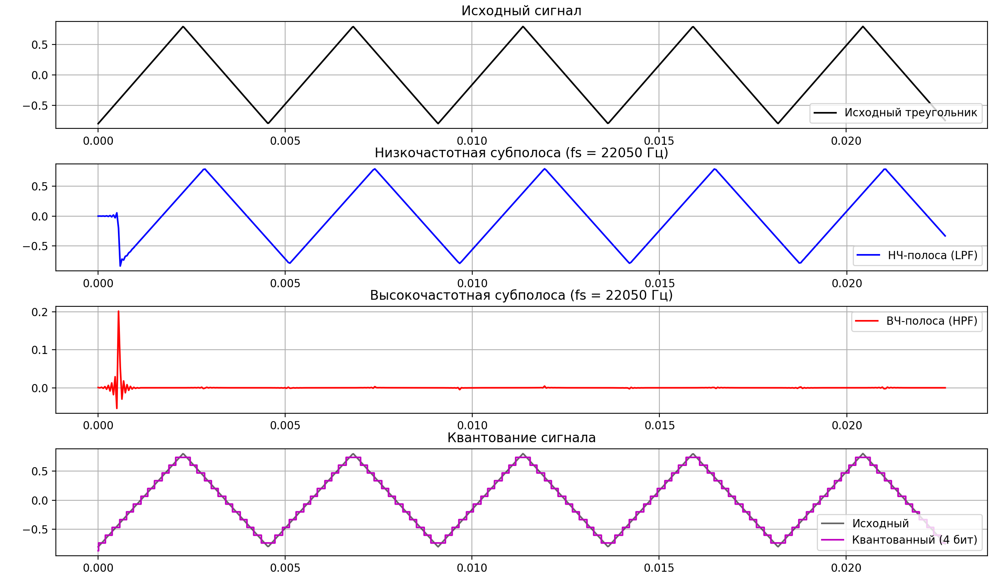 Исходный сигнал
0.5
0.0
−0.5
Исходный треугольник
0.000 0.005 0.010 0.015 0.020
Низкочастотная субполоса (fs = 22050 Гц)
0.5
0.0
−0.5
НЧ-полоса (LPF)
0.000 0.005 0.010 0.015 0.020
Высокочастотная субполоса (fs = 22050 Гц)
0.2
ВЧ-полоса (HPF)
0.1
0.0
0.000 0.005 0.010 0.015 0.020
Квантование сигнала
0.5
0.0
−0.5
Исходный
Квантованный (4 бит)
0.000 0.005 0.010 0.015 0.020